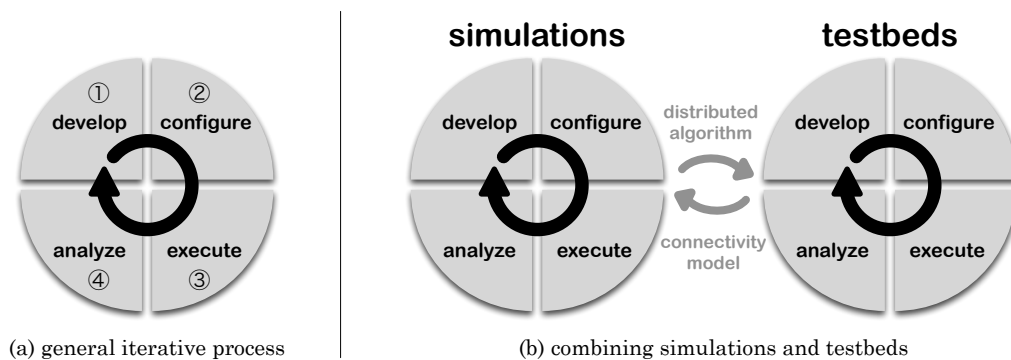 ① ②
develop configure
analyze execute
④ ③
(a) general iterative process
simulations
develop configure
analyze execute
distributed
algorithm
connectivity
model
testbeds
develop configure
analyze execute
(b) combining simulations and testbeds